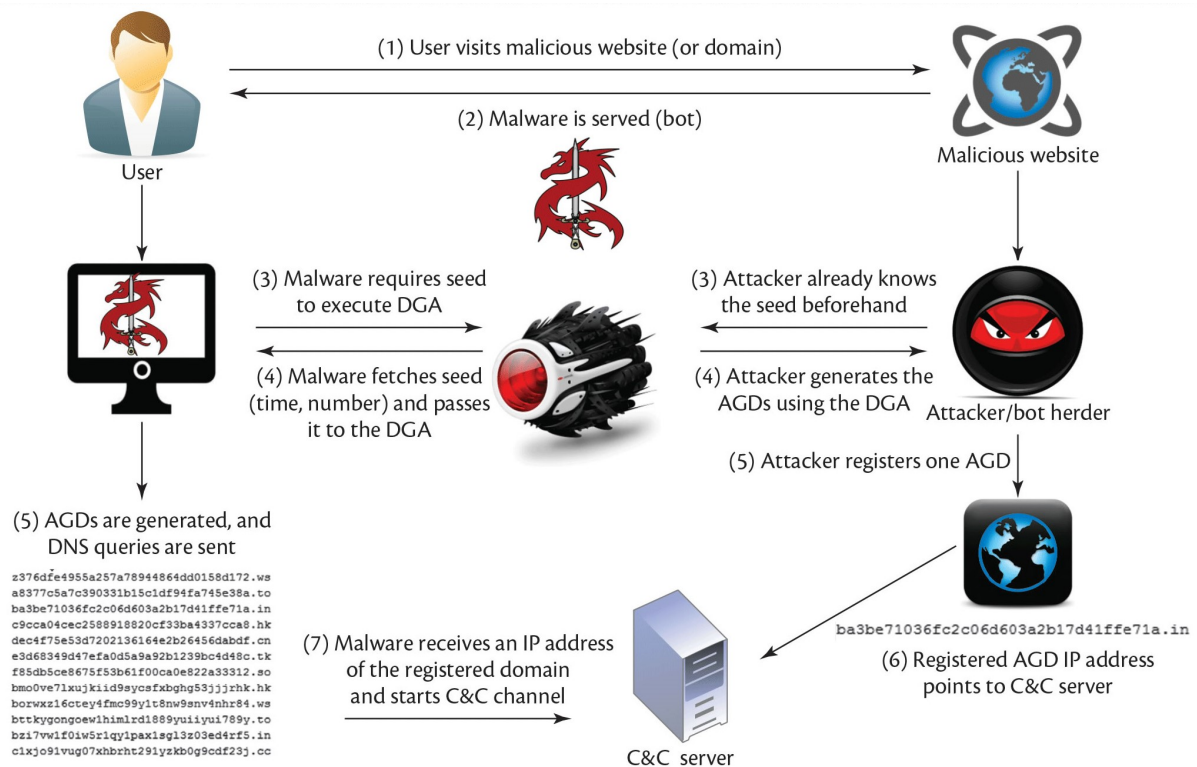 (1) User visits malicious website (or domain)
(2) Malware is served (bot)
User
Malicious website
(3) Malware requires seed
to execute DGA
(3) Attacker already knows
the seed beforehand
(4) Malware fetches seed
(time, number) and passes
it to the DGA
(4) Attacker generates the
AGDs using the DGA
Attacker/bot herder
(5) Attacker registers one AGD
(5) AGDs are generated, and
DNS queries are sent
z376dfe4955a257a78944864dd0158d172.ws
a8377c5a7c390331b15c1df94fa745e38a.to
ba3be71036fc2c06d603a2b17d41ffe71a.in
c9cca04cec2588918820cf33ba4337cca8.hk
dec4f75e53d7202136164e2b26456dabdf.cn
e3d68349d47efa0d5a9a92b1239bc4d48c.tk
f85db5ce8675f53b61f00ca0e822a33312.so
bmo0ve7lxujkiid9sycsfxbghg53jjjrhk.hk
borwxz16ctey4fmc99y1t8nw9snv4nhr84.ws
bttkygongoew1himlrd1889yuiiyui789y.to
bzi7vw1f0iw5r1qy1pax1sgl3z03ed4rf5.in
c1xjo91vug07xhbrht291yzkb0g9cdf23j.cc
ba3be71036fc2c06d603a2b17d41ffe71a.in
(6) Registered AGD IP address
points to C&C server
(7) Malware receives an IP address
of the registered domain
and starts C&C channel
C&C server